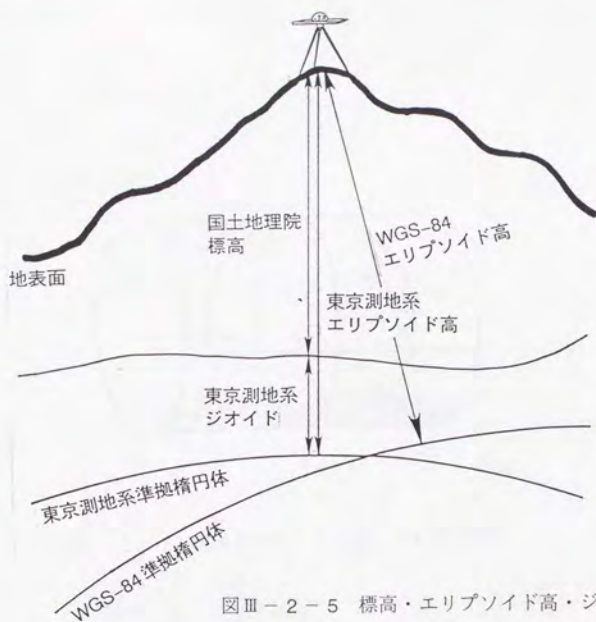 国土地理院
標高
WGS-84
エリプソイド高
地表面
東京測地系
エリプソイド高
東京測地系
ジオイド
東京測地系準拠楕円体
WGS-84準拠楕円体
図Ⅲ-2-5 標高・エリプソイド高・ジ